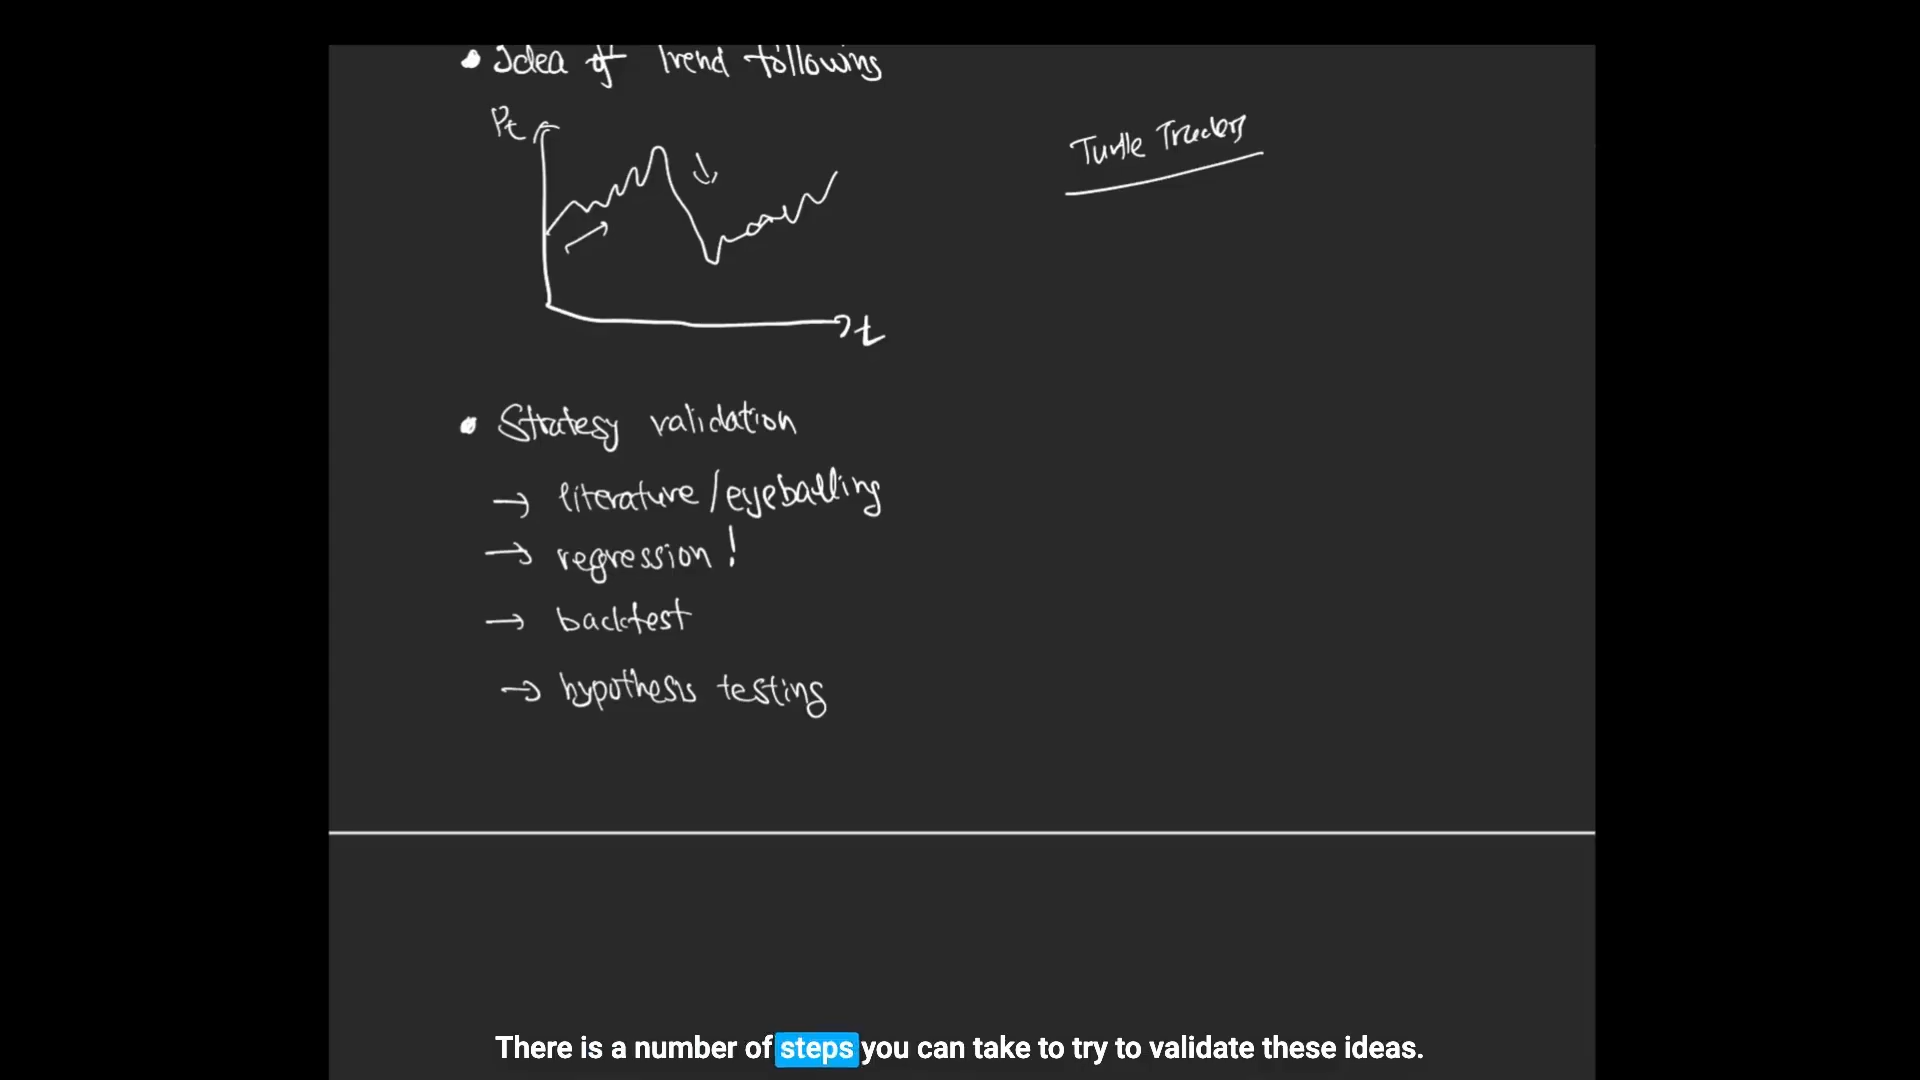 • Idea of Trend following
Pt
Turtle Traders
t
• Strategy validation
→ literature/eyeballing
→ regression!
→ backtest
→ hypothesis testing
There is a number of steps you can take to try to validate these ideas.